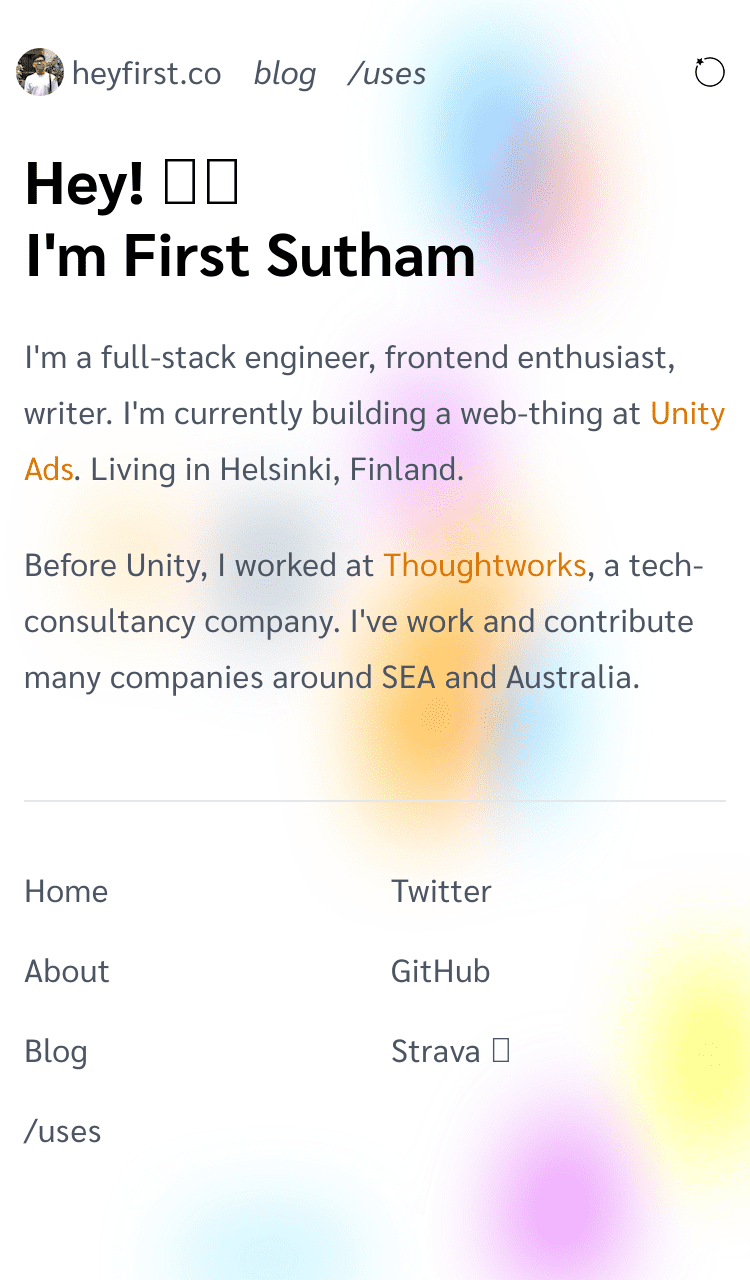 heyfirst.co blog /uses
Hey!
I'm First Sutham
I'm a full-stack engineer, frontend enthusiast,
writer. I'm currently building a web-thing at Unity
Ads. Living in Helsinki, Finland.
Before Unity, I worked at Thoughtworks, a tech-
consultancy company. I've work and contribute
many companies around SEA and Australia.
Home
About
Blog
/uses
Twitter
GitHub
Strava